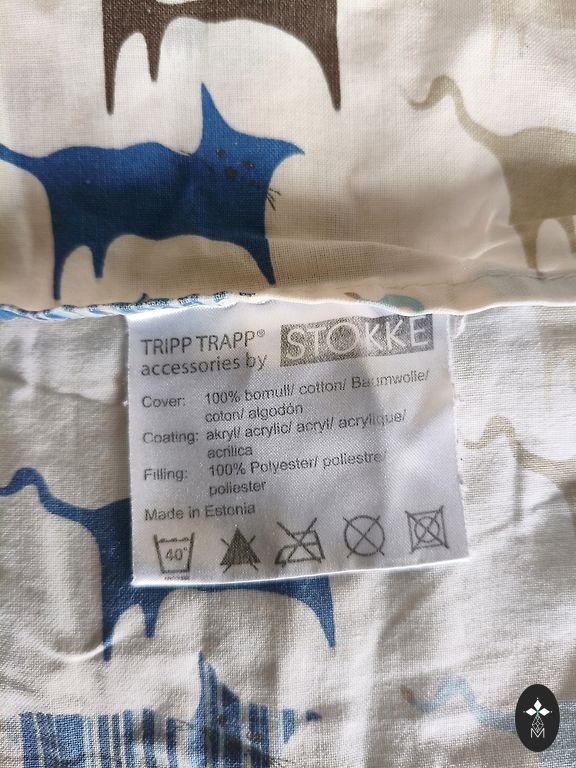 TRIPP TRAPP®
accessories by STOKKE
Cover: 100% bomull/ cotton/ Baumwolle/
coton/ algodón
Coating: akryl/ acrylic/ acryl/ acrylique/
acrilica
Filling: 100% Polyester/ poliestre/
poliester
Made in Estonia
40°
M